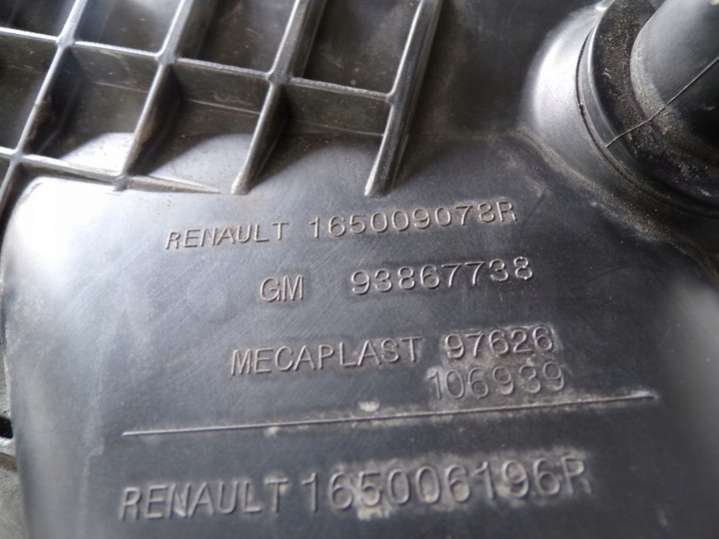 RENAULT 165009078R
GM 93867738
MECAPLAST 97626
106939
RENAULT 165006196R